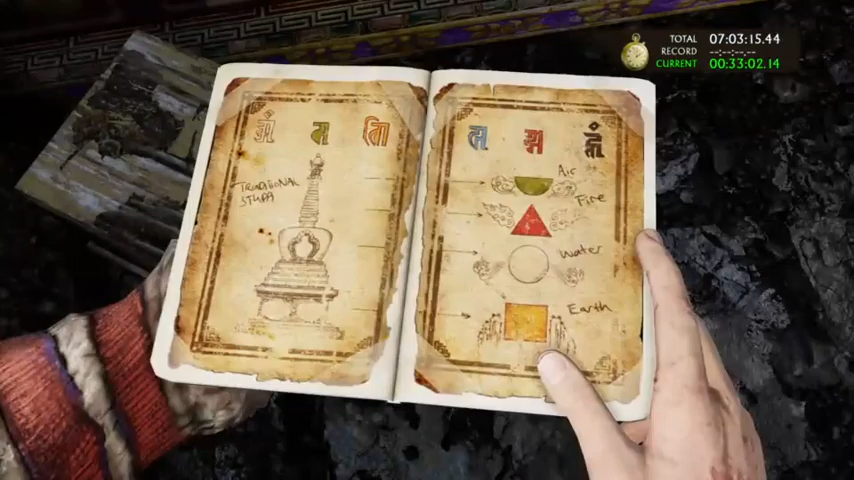 TOTAL 07:03:15.44
RECORD --:--:--.--
CURRENT 00:33:02.14
TRADITIONAL
STUPA
Air
Fire
Water
Earth